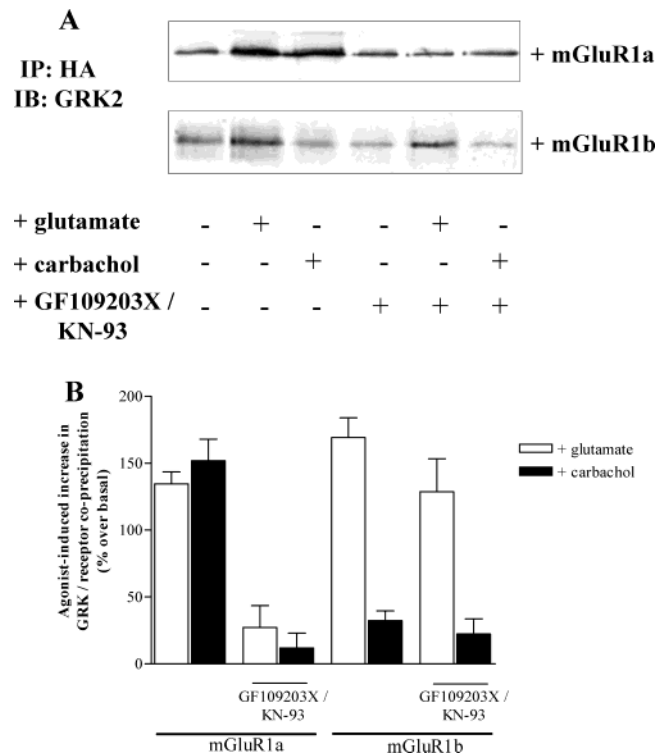 A
IP: HA
IB: GRK2
+ mGluR1a
+ mGluR1b
+ glutamate - + - - + -
+ carbachol - - + - - +
+ GF109203X / - - - + + +
KN-93
B
Agonist-induced increase in
GRK / receptor co-precipitation
(% over basal)
200
150
100
50
0
+ glutamate
+ carbachol
GF109203X /
KN-93
GF109203X /
KN-93
mGluR1a
mGluR1b